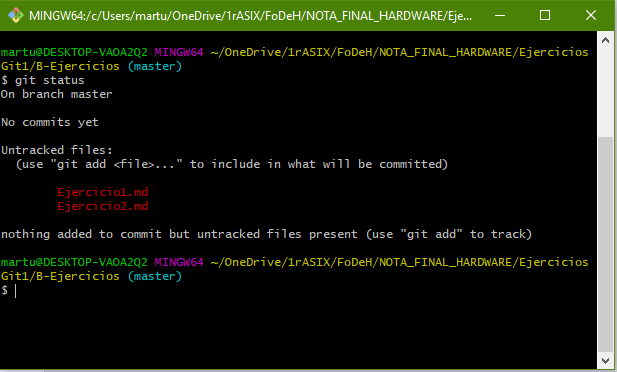 MINGW64:/c/Users/martu/OneDrive/1rASIX/FoDeH/NOTA_FINAL_HARDWARE/Eje...
martu@DESKTOP-VAOA2Q2 MINGW64 ~/OneDrive/1rASIX/FoDeH/NOTA_FINAL_HARDWARE/Ejercicios
Git1/B-Ejercicios (master)
$ git status
On branch master
No commits yet
Untracked files:
(use "git add <file>..." to include in what will be committed)
Ejercicio1.md
Ejercicio2.md
nothing added to commit but untracked files present (use "git add" to track)
martu@DESKTOP-VAOA2Q2 MINGW64 ~/OneDrive/1rASIX/FoDeH/NOTA_FINAL_HARDWARE/Ejercicios
Git1/B-Ejercicios (master)
$